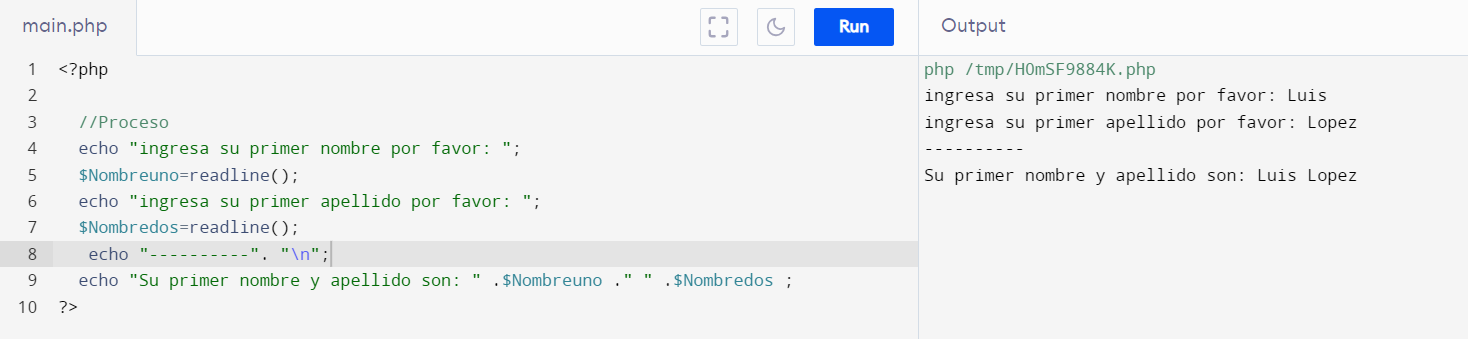 main.php
Run
1 <?php
2
3 //Proceso
4 echo "ingresa su primer nombre por favor: ";
5 $Nombreuno=readline();
6 echo "ingresa su primer apellido por favor: ";
7 $Nombredos=readline();
8 echo "----------". "\n";
9 echo "Su primer nombre y apellido son: " .$Nombreuno ." " .$Nombredos ;
10 ?>
Output
php /tmp/H0mSF9884K.php
ingresa su primer nombre por favor: Luis
ingresa su primer apellido por favor: Lopez
----------
Su primer nombre y apellido son: Luis Lopez